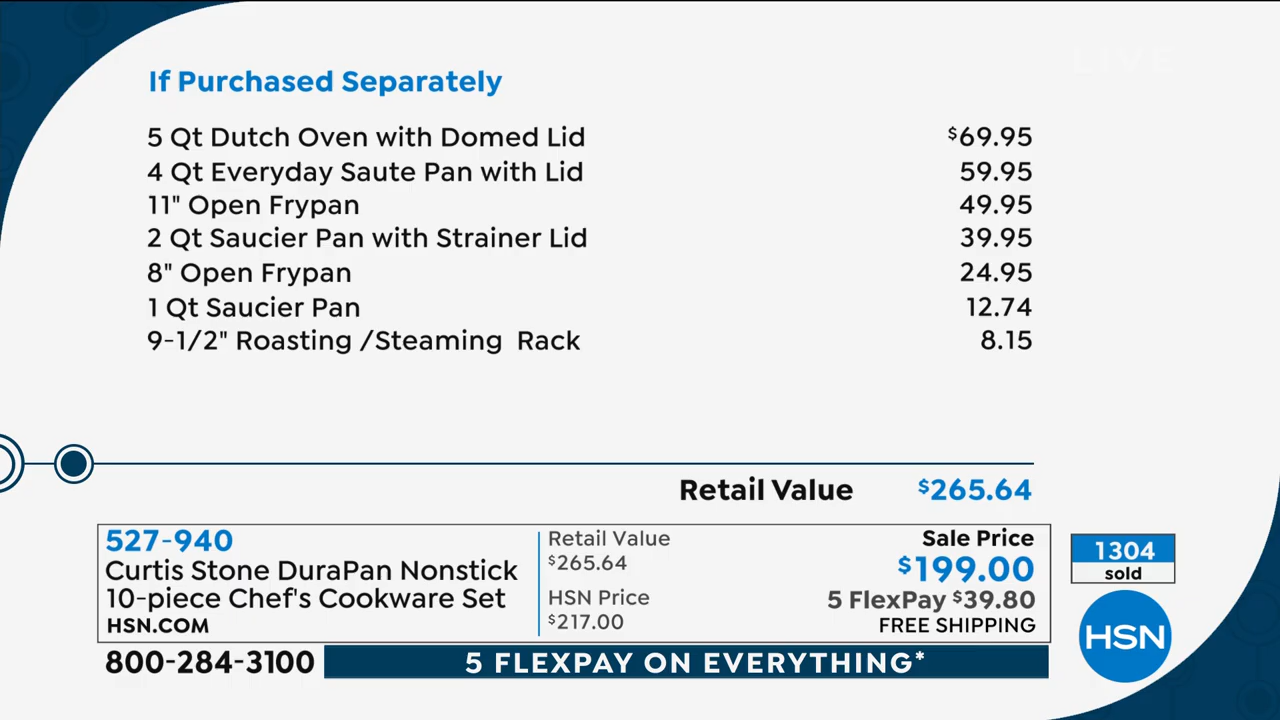 LIVE
If Purchased Separately
5 Qt Dutch Oven with Domed Lid $69.95
4 Qt Everyday Saute Pan with Lid 59.95
11" Open Frypan 49.95
2 Qt Saucier Pan with Strainer Lid 39.95
8" Open Frypan 24.95
1 Qt Saucier Pan 12.74
9-1/2" Roasting /Steaming Rack 8.15
Retail Value $265.64
527-940
Curtis Stone DuraPan Nonstick
10-piece Chef's Cookware Set
HSN.COM
Retail Value
$265.64
HSN Price
$217.00
Sale Price
$199.00
5 FlexPay $39.80
FREE SHIPPING
1304
sold
HSN
800-284-3100
5 FLEXPAY ON EVERYTHING*